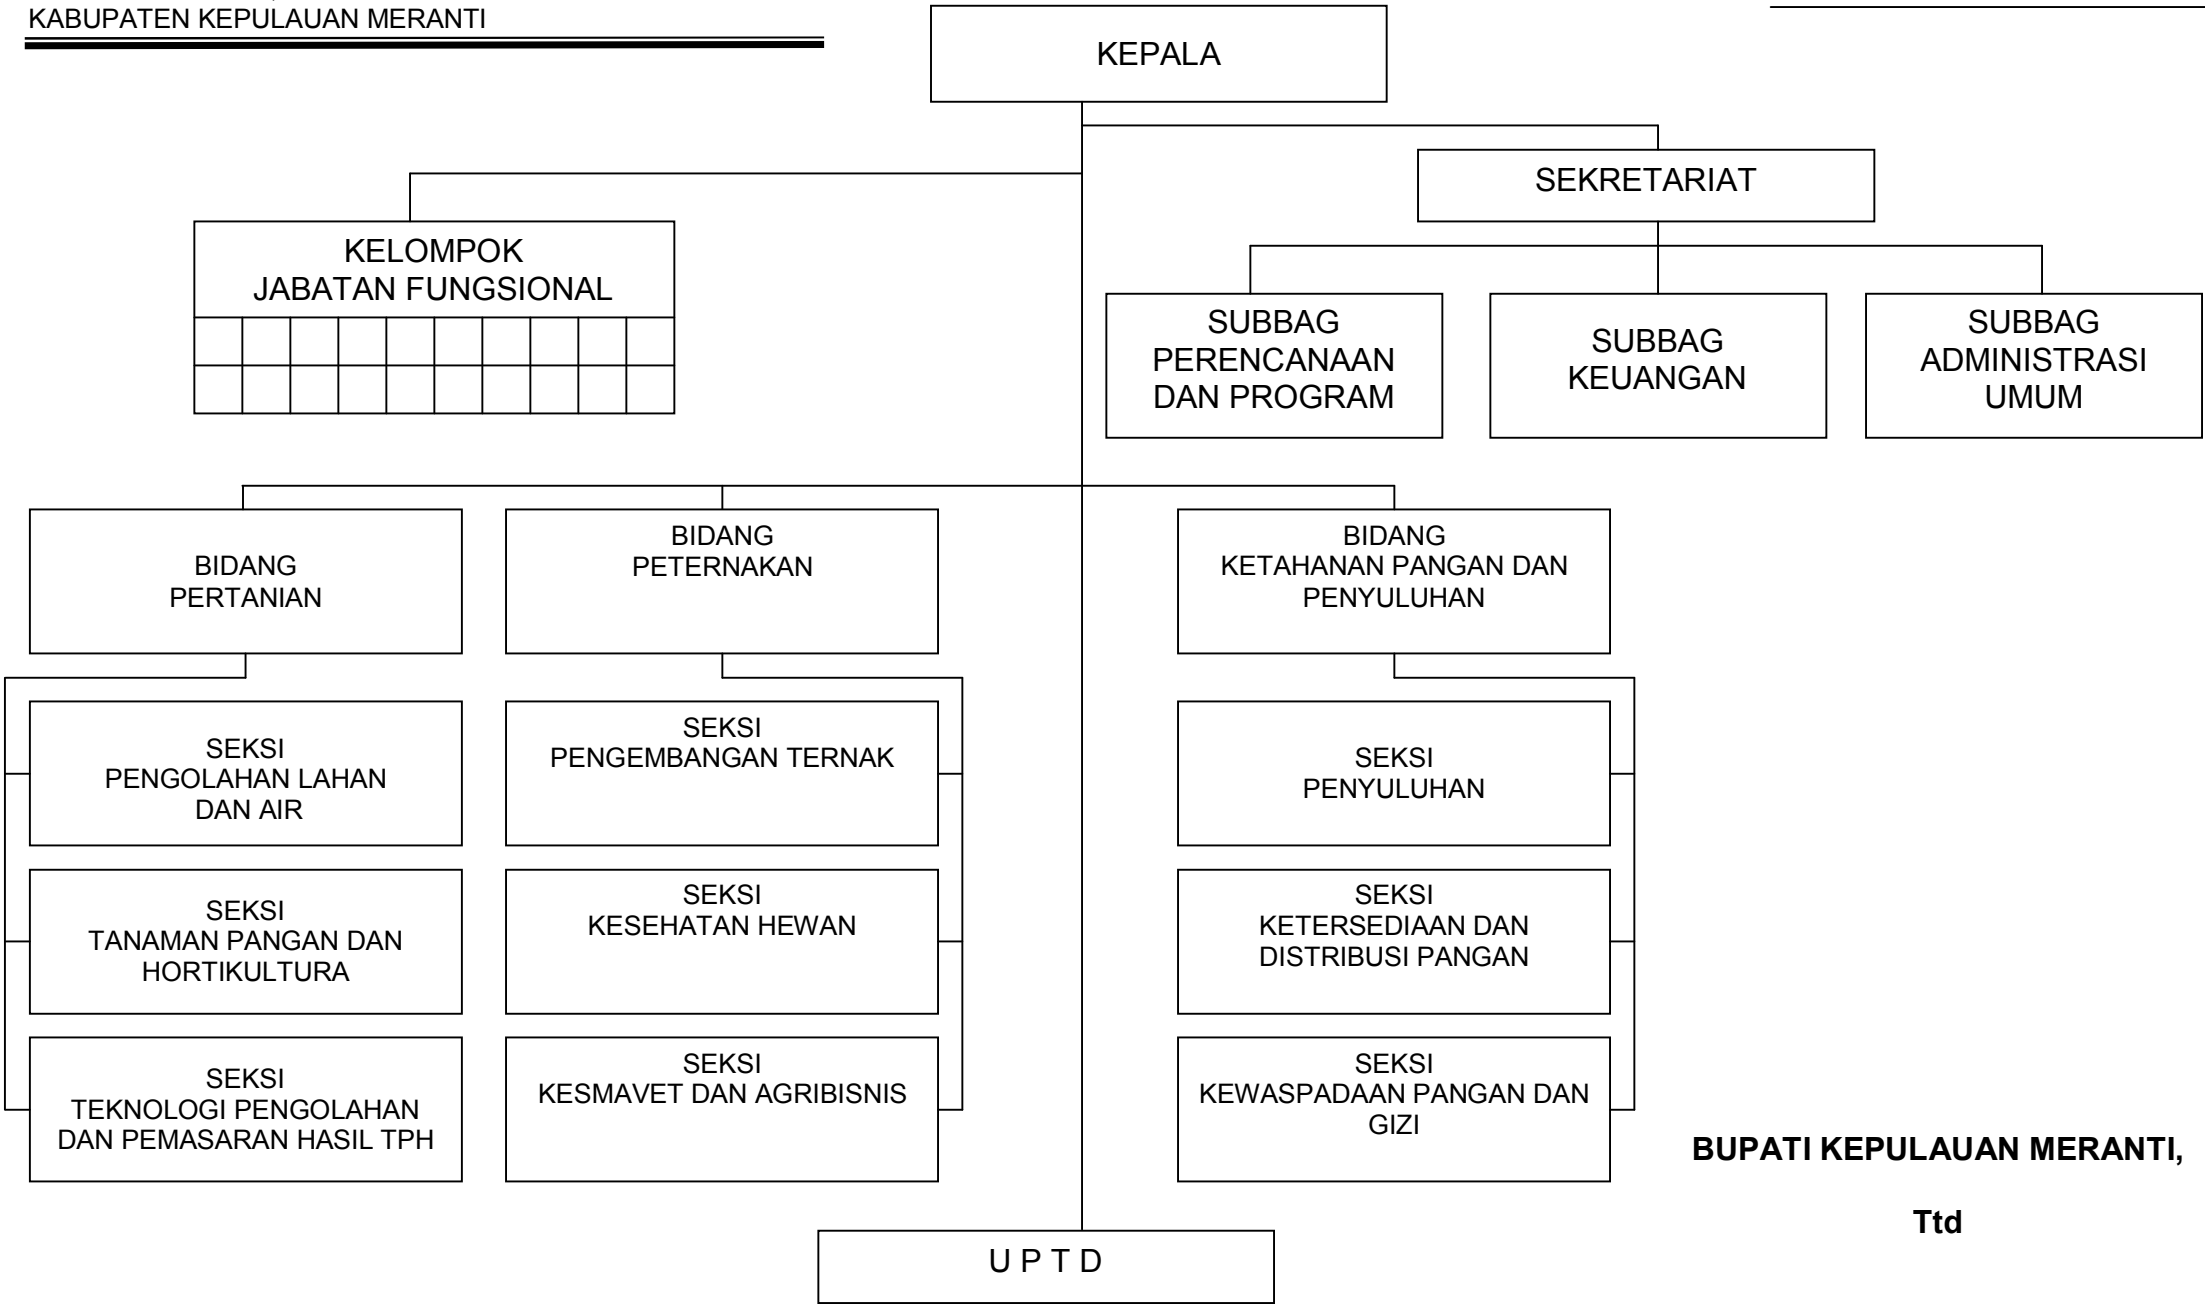 KABUPATEN KEPULAUAN MERANTI
KEPALA
SEKRETARIAT
KELOMPOK
JABATAN FUNGSIONAL
SUBBAG
PERENCANAAN
DAN PROGRAM
SUBBAG
KEUANGAN
SUBBAG
ADMINISTRASI
UMUM
BIDANG
PERTANIAN
BIDANG
PETERNAKAN
BIDANG
KETAHANAN PANGAN DAN
PENYULUHAN
SEKSI
PENGOLAHAN LAHAN
DAN AIR
SEKSI
PENGEMBANGAN TERNAK
SEKSI
PENYULUHAN
SEKSI
TANAMAN PANGAN DAN
HORTIKULTURA
SEKSI
KESEHATAN HEWAN
SEKSI
KETERSEDIAAN DAN
DISTRIBUSI PANGAN
SEKSI
TEKNOLOGI PENGOLAHAN
DAN PEMASARAN HASIL TPH
SEKSI
KESMAVET DAN AGRIBISNIS
SEKSI
KEWASPADAAN PANGAN DAN
GIZI
BUPATI KEPULAUAN MERANTI,
Ttd
U P T D